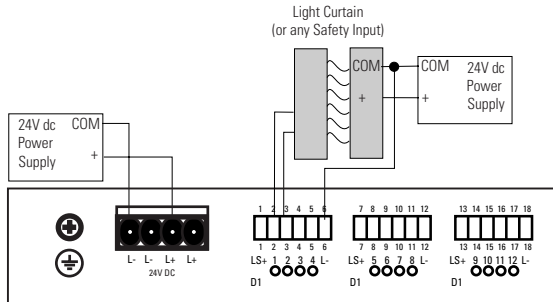 Light Curtain
(or any Safety Input)
COM
COM
24V dc
Power
Supply
+
+
24V dc
Power
Supply
COM
+
1 2 3 4 5 6
7 8 9 10 11 12
13 14 15 16 17 18
1 2 3 4 5 6
7 8 9 10 11 12
13 14 15 16 17 18
L- L- L+ L+
24V DC
LS+ 1 2 3 4 L-
LS+ 5 6 7 8 L-
LS+ 9 10 11 12 L-
D1
D1
D1